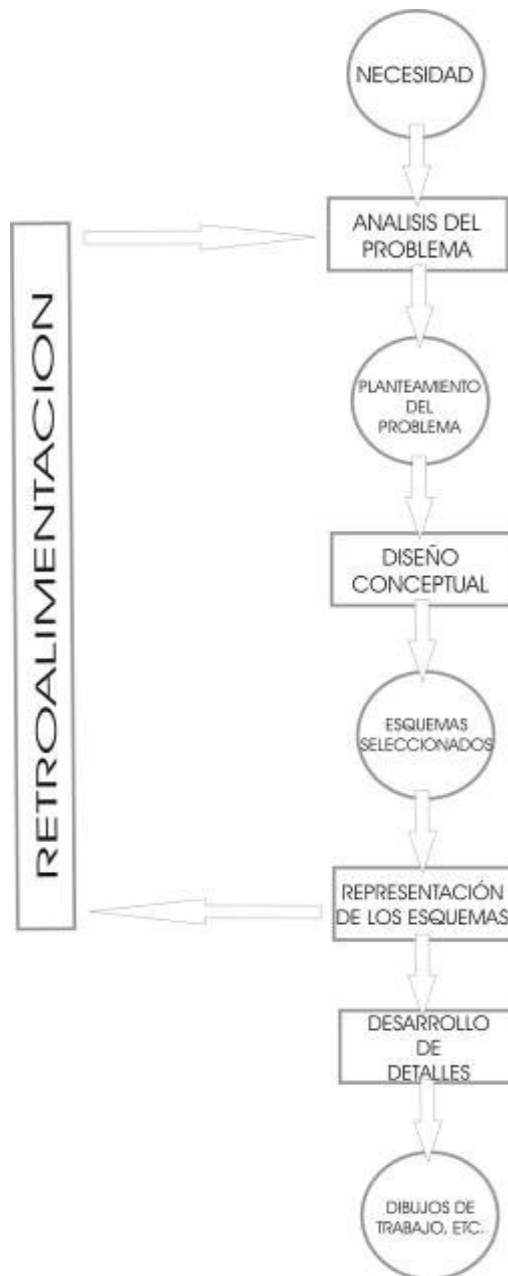 NECESIDAD
ANALISIS DEL
PROBLEMA
PLANTEAMIENTO
DEL
PROBLEMA
DISEÑO
CONCEPTUAL
ESQUEMAS
SELECCIONADOS
REPRESENTACIÓN
DE LOS ESQUEMAS
DESARROLLO
DE
DETALLES
DIBUJOS DE
TRABAJO, ETC.
RETROALIMENTACION